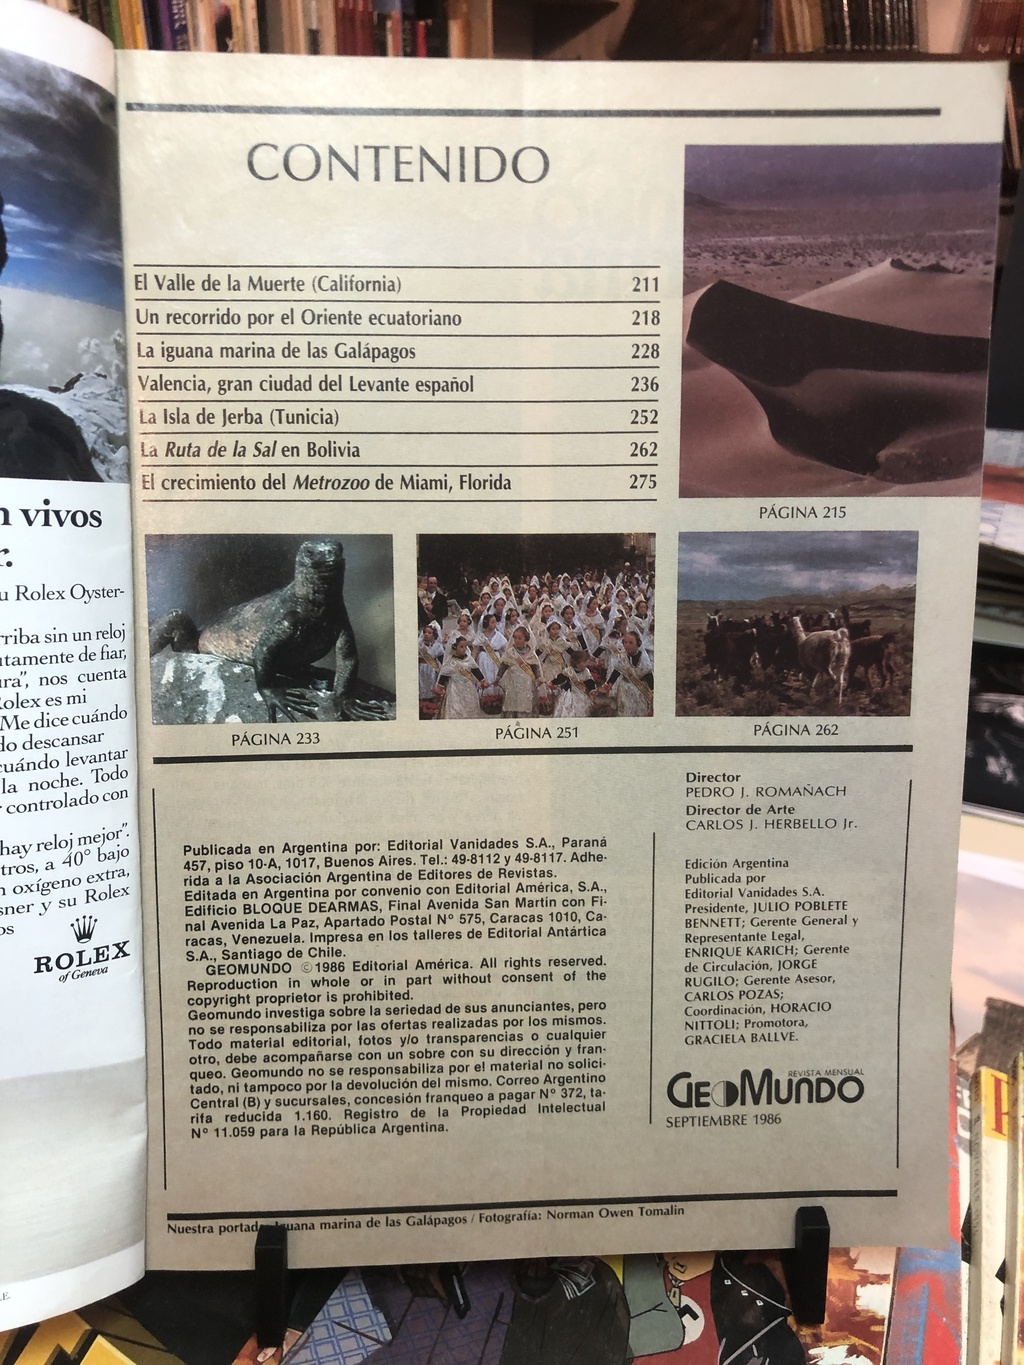 n vivos
r.
u Rolex Oyster-
rriba sin un reloj
utamente de fiar,
ura", nos cuenta
Rolex es mi
Me dice cuándo
do descansar
cuándo levantar
la noche. Todo
r controlado con
hay reloj mejor".
tros, a 40° bajo
n oxígeno extra,
sner y su Rolex
os
ROLEX
of Geneva
CONTENIDO
El Valle de la Muerte (California) 211
Un recorrido por el Oriente ecuatoriano 218
La iguana marina de las Galápagos 228
Valencia, gran ciudad del Levante español 236
La Isla de Jerba (Tunicia) 252
La Ruta de la Sal en Bolivia 262
El crecimiento del Metrozoo de Miami, Florida 275
PÁGINA 215
PÁGINA 233
PÁGINA 251
PÁGINA 262
Publicada en Argentina por: Editorial Vanidades S.A., Paraná
457, piso 10-A, 1017, Buenos Aires. Tel.: 49-8112 y 49-8117. Adhe-
rida a la Asociación Argentina de Editores de Revistas.
Editada en Argentina por convenio con Editorial América, S.A.,
Edificio BLOQUE DEARMAS, Final Avenida San Martín con Fi-
nal Avenida La Paz, Apartado Postal N° 575, Caracas 1010, Ca-
racas, Venezuela. Impresa en los talleres de Editorial Antártica
S.A., Santiago de Chile.
GEOMUNDO ©1986 Editorial América. All rights reserved.
Reproduction in whole or in part without consent of the
copyright proprietor is prohibited.
Geomundo investiga sobre la seriedad de sus anunciantes, pero
no se responsabiliza por las ofertas realizadas por los mismos.
Todo material editorial, fotos y/o transparencias o cualquier
otro, debe acompañarse con un sobre con su dirección y fran-
queo. Geomundo no se responsabiliza por el material no solici-
tado, ni tampoco por la devolución del mismo. Correo Argentino
Central (B) y sucursales, concesión franqueo a pagar N° 372, ta-
rifa reducida 1.160. Registro de la Propiedad Intelectual
N° 11.059 para la República Argentina.
Director
PEDRO J. ROMAÑACH
Director de Arte
CARLOS J. HERBELLO Jr.
Edición Argentina
Publicada por
Editorial Vanidades S.A.
Presidente, JULIO POBLETE
BENNETT; Gerente General y
Representante Legal,
ENRIQUE KARICH; Gerente
de Circulación, JORGE
RUGILO; Gerente Asesor,
CARLOS POZAS;
Coordinación, HORACIO
NITTOLI; Promotora,
GRACIELA BALLVE.
REVISTA MENSUAL
GEOMUNDO
SEPTIEMBRE 1986
Nuestra portada: Iguana marina de las Galápagos / Fotografía: Norman Owen Tomalin